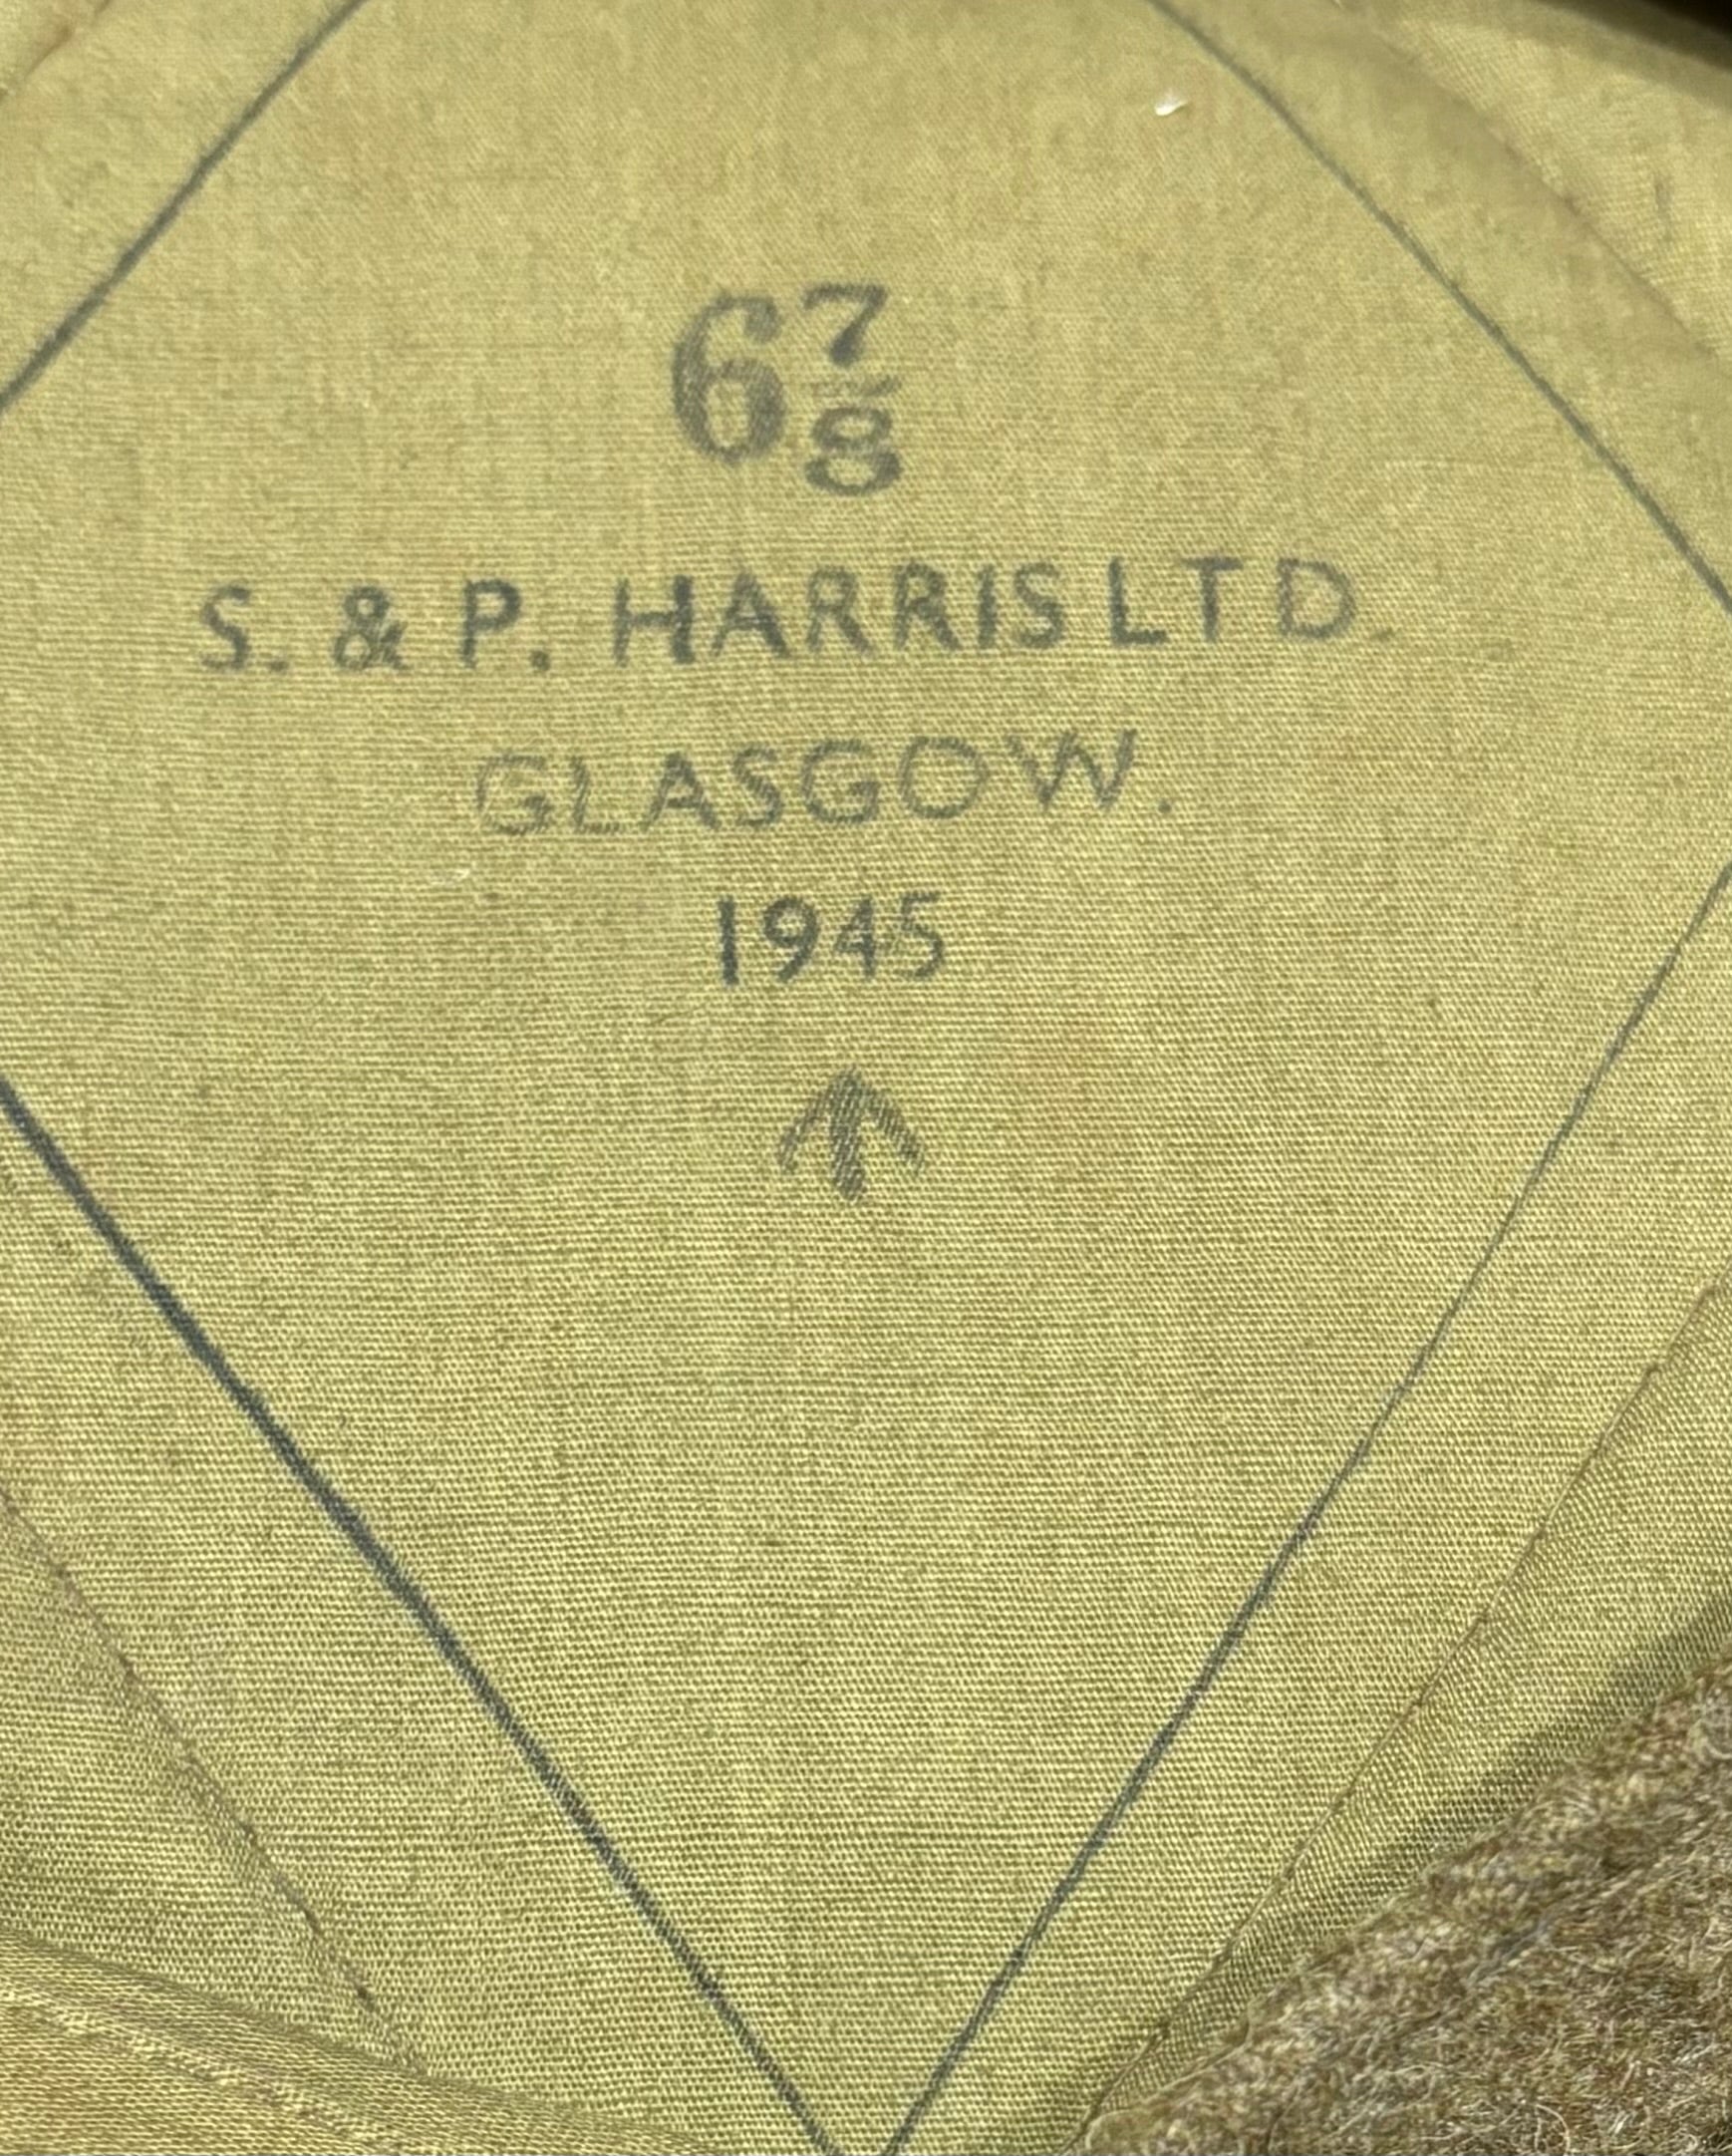 6 7/8
S. & P. HARRIS LTD.
GLASGOW.
1945